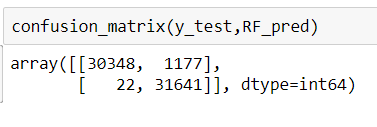 confusion_matrix(y_test,RF_pred)
array([[30348,  1177],
       [   22, 31641]], dtype=int64)